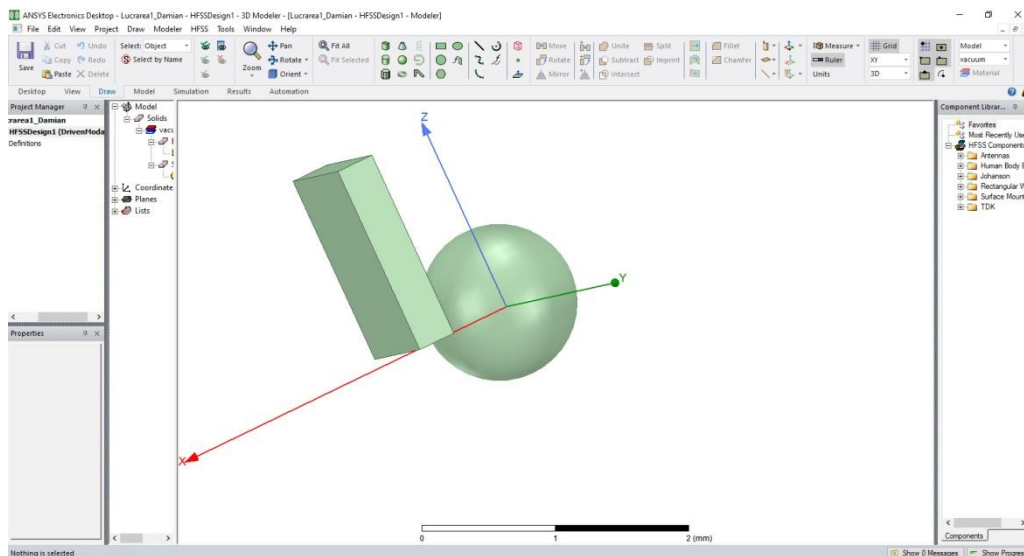 ANSYS Electronics Desktop - Lucrarea1_Damian - HFSSDesign1 - 3D Modeler - [Lucrarea1_Damian - HFSSDesign1 - Modeler]
File Edit View Project Draw Modeler HFSS Tools Window Help
Save
Cut
Copy
Paste
Undo
Redo
Delete
Select: Object
Select by Name
Zoom
Pan
Rotate
Orient
Fit All
Fit Selected
Move
Rotate
Mirror
Unite
Subtract
Intersect
Split
Imprint
Fillet
Chamfer
Measure
Ruler
Units
Grid
XY
3D
Model
vacuum
Material
Desktop View Draw Model Simulation Results Automation
Project Manager
Lucrarea1_Damian
HFSSDesign1 (DrivenModa
Definitions
Properties
Model
Solids
vacu
Coordinate
Planes
Lists
Z
Y
X
0 1 2 (mm)
Component Librar...
Favorites
Most Recently Use
HFSS Component
Antennas
Human Body
Johanson
Rectangular W
Surface Mount
TDK
Components
Nothing is selected
Show 0 Messages Show Progres